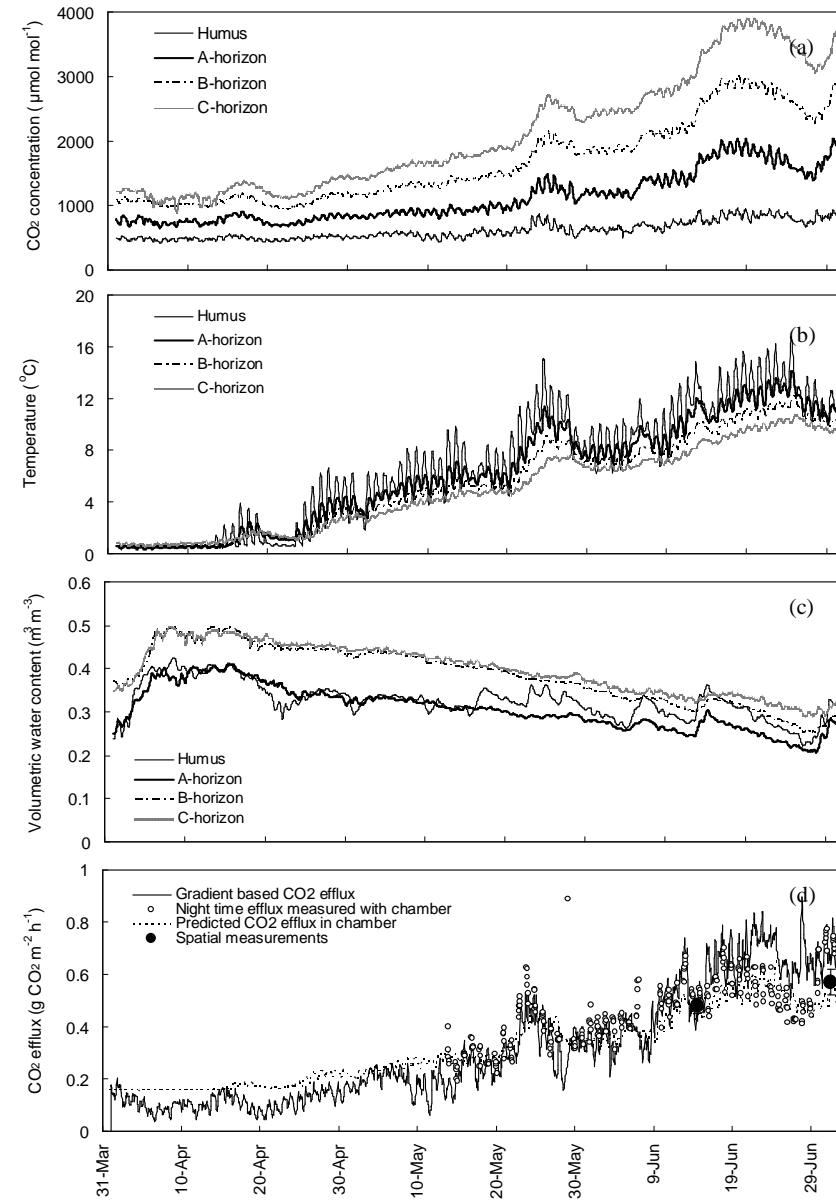 4000
3000
2000
1000
0
CO2 concentration ( µmol mol-1)
Humus
A-horizon
B-horizon
C-horizon
(a)
20
16
12
8
4
0
Temperature ( oC)
Humus
A-horizon
B-horizon
C-horizon
(b)
0.6
0.5
0.4
0.3
0.2
0.1
0
Volumetric water content (m3 m-3)
(c)
Humus
A-horizon
B-horizon
C-horizon
1
0.8
0.6
0.4
0.2
0
CO2 efflux (g CO2 m-2 h-1)
Gradient based CO2 efflux
Night time efflux measured with chamber
Predicted CO2 efflux in chamber
Spatial measurements
(d)
31-Mar
10-Apr
20-Apr
30-Apr
10-May
20-May
30-May
9-Jun
19-Jun
29-Jun